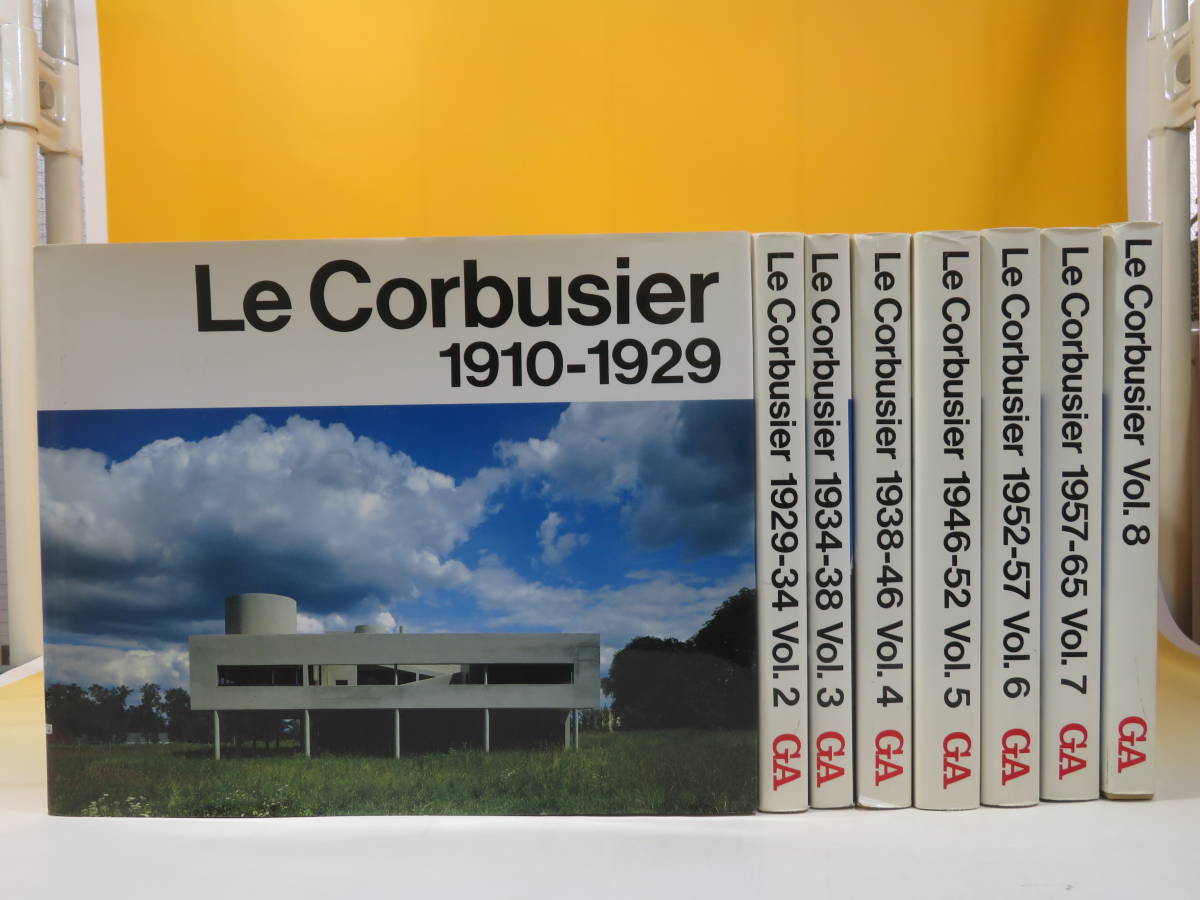 Le Corbusier
1910-1929
Le Corbusier 1929-34 Vol. 2 GA
Le Corbusier 1934-38 Vol. 3 GA
Le Corbusier 1938-46 Vol. 4 GA
Le Corbusier 1946-52 Vol. 5 GA
Le Corbusier 1952-57 Vol. 6 GA
Le Corbusier 1957-65 Vol. 7 GA
Le Corbusier Vol. 8 GA